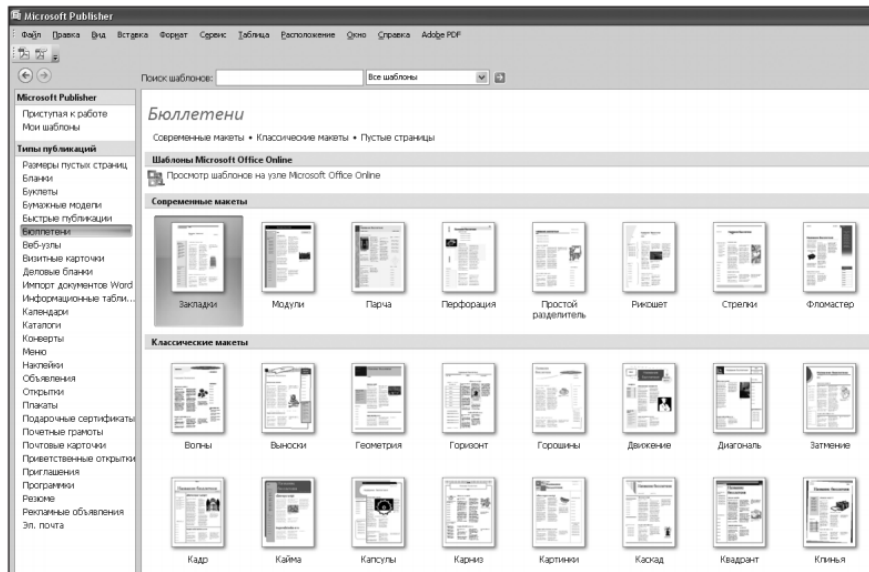 Microsoft Publisher
Файл Правка Вид Вставка Формат Сервис Таблица Расположение Окно Справка Adobe PDF
Поиск шаблонов: Все шаблоны
Microsoft Publisher
Приступая к работе
Мои шаблоны
Типы публикаций
Размеры пустых страниц
Бланки
Буклеты
Бумажные модели
Быстрые публикации
Бюллетени
Веб-узлы
Визитные карточки
Деловые бланки
Импорт документов Word
Информационные табли...
Календари
Каталоги
Конверты
Меню
Наклейки
Объявления
Открытки
Плакаты
Подарочные сертификаты
Почетные грамоты
Почтовые карточки
Приветственные открытки
Приглашения
Программки
Резюме
Рекламные объявления
Эл. почта
Бюллетени
Современные макеты • Классические макеты • Пустые страницы
Шаблоны Microsoft Office Online
Просмотр шаблонов на узле Microsoft Office Online
Современные макеты
Закладки Модули Парча Перфорация Простой разделитель Рикошет Стрелки Фломастер
Классические макеты
Волны Выноски Геометрия Горизонт Горошины Движение Диагональ Затмение
Кадр Кайма Капсулы Карниз Картинки Каскад Квадрант Клинья